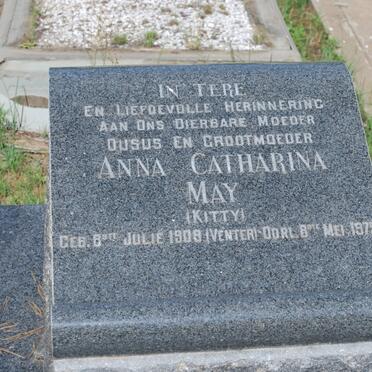 IN TERE
EN LIEFDEVOLLE HERINNERING
AAN ONS DIERBARE MOEDER
OUSUS EN GROOTMOEDER
ANNA CATHARINA
MAY
(KITTY)
GEB. 8STE JULIE 1908 (VENTER) OORL. 8STE MEI.